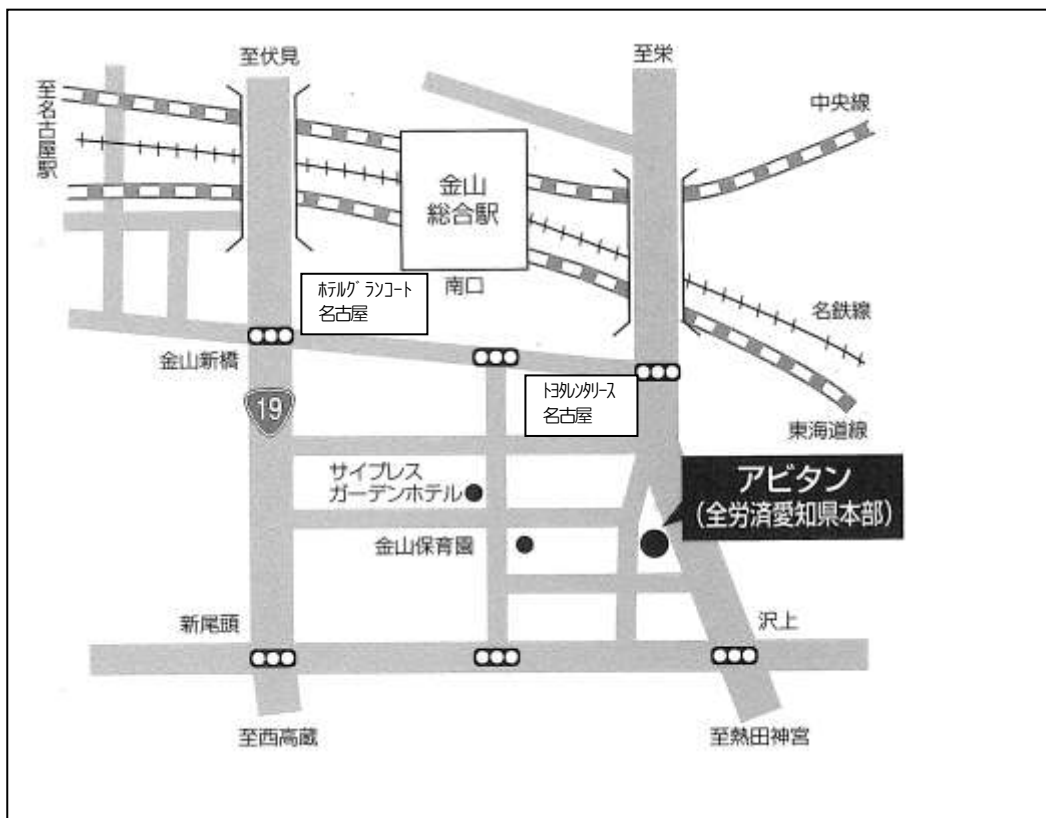 至伏見
至栄
至名古屋駅
中央線
金山
総合駅
南口
ﾎﾃﾙｸﾞﾗﾝｺｰﾄ
名古屋
名鉄線
金山新橋
ﾄﾖﾀﾚﾝﾀﾘｰｽ
名古屋
19
東海道線
サイプレス
ガーデンホテル
アビタン
(全労済愛知県本部)
金山保育園
新尾頭
沢上
至西高蔵
至熱田神宮